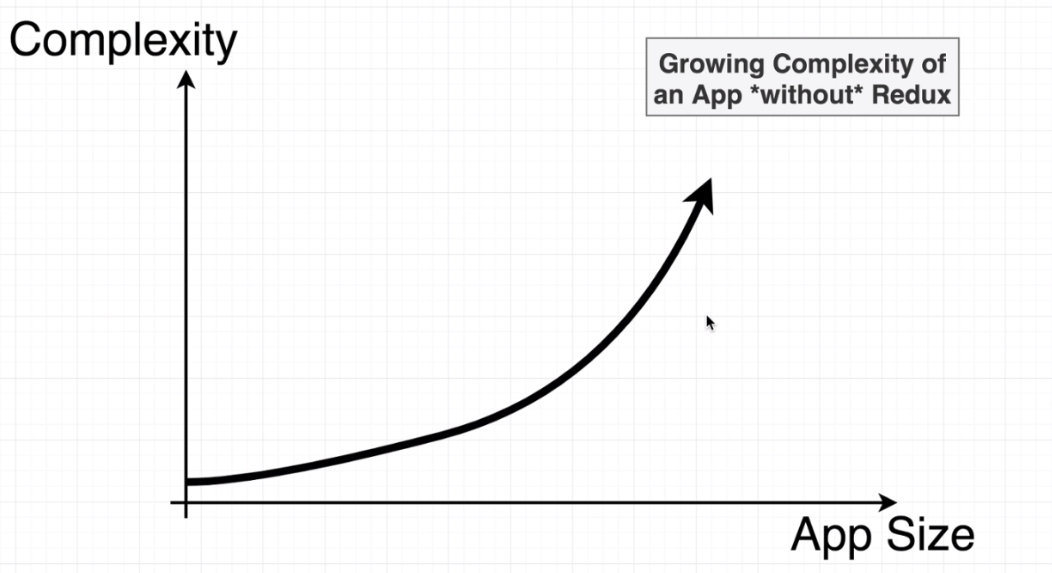 Complexity
Growing Complexity of
an App *without* Redux
App Size